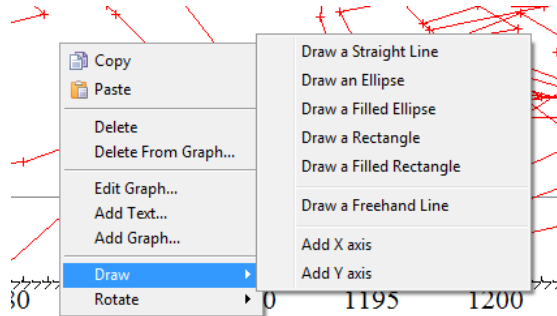 Copy
Paste
Delete
Delete From Graph...
Edit Graph...
Add Text...
Add Graph...
Draw
Rotate
Draw a Straight Line
Draw an Ellipse
Draw a Filled Ellipse
Draw a Rectangle
Draw a Filled Rectangle
Draw a Freehand Line
Add X axis
Add Y axis
1195 1200